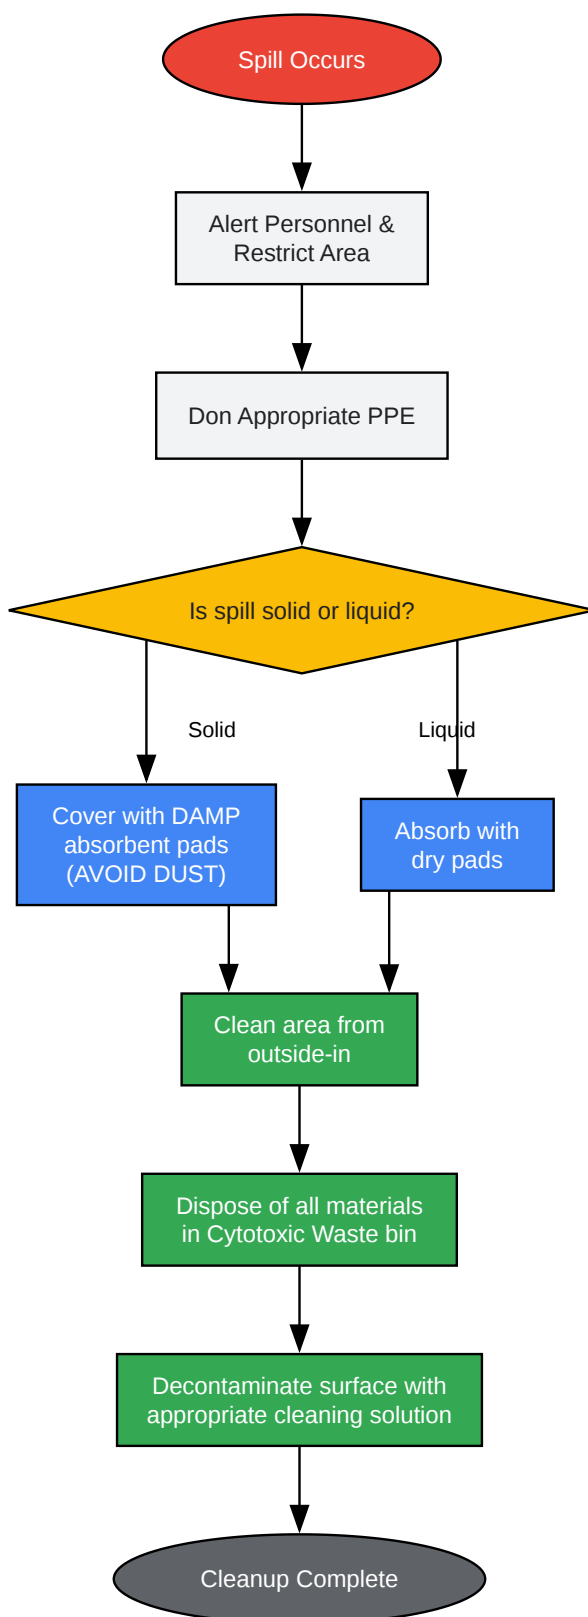 Spill Occurs
Alert Personnel &
Restrict Area
Don Appropriate PPE
Is spill solid or liquid?
Solid
Liquid
Cover with DAMP
absorbent pads
(AVOID DUST)
Absorb with
dry pads
Clean area from
outside-in
Dispose of all materials
in Cytotoxic Waste bin
Decontaminate surface with
appropriate cleaning solution
Cleanup Complete